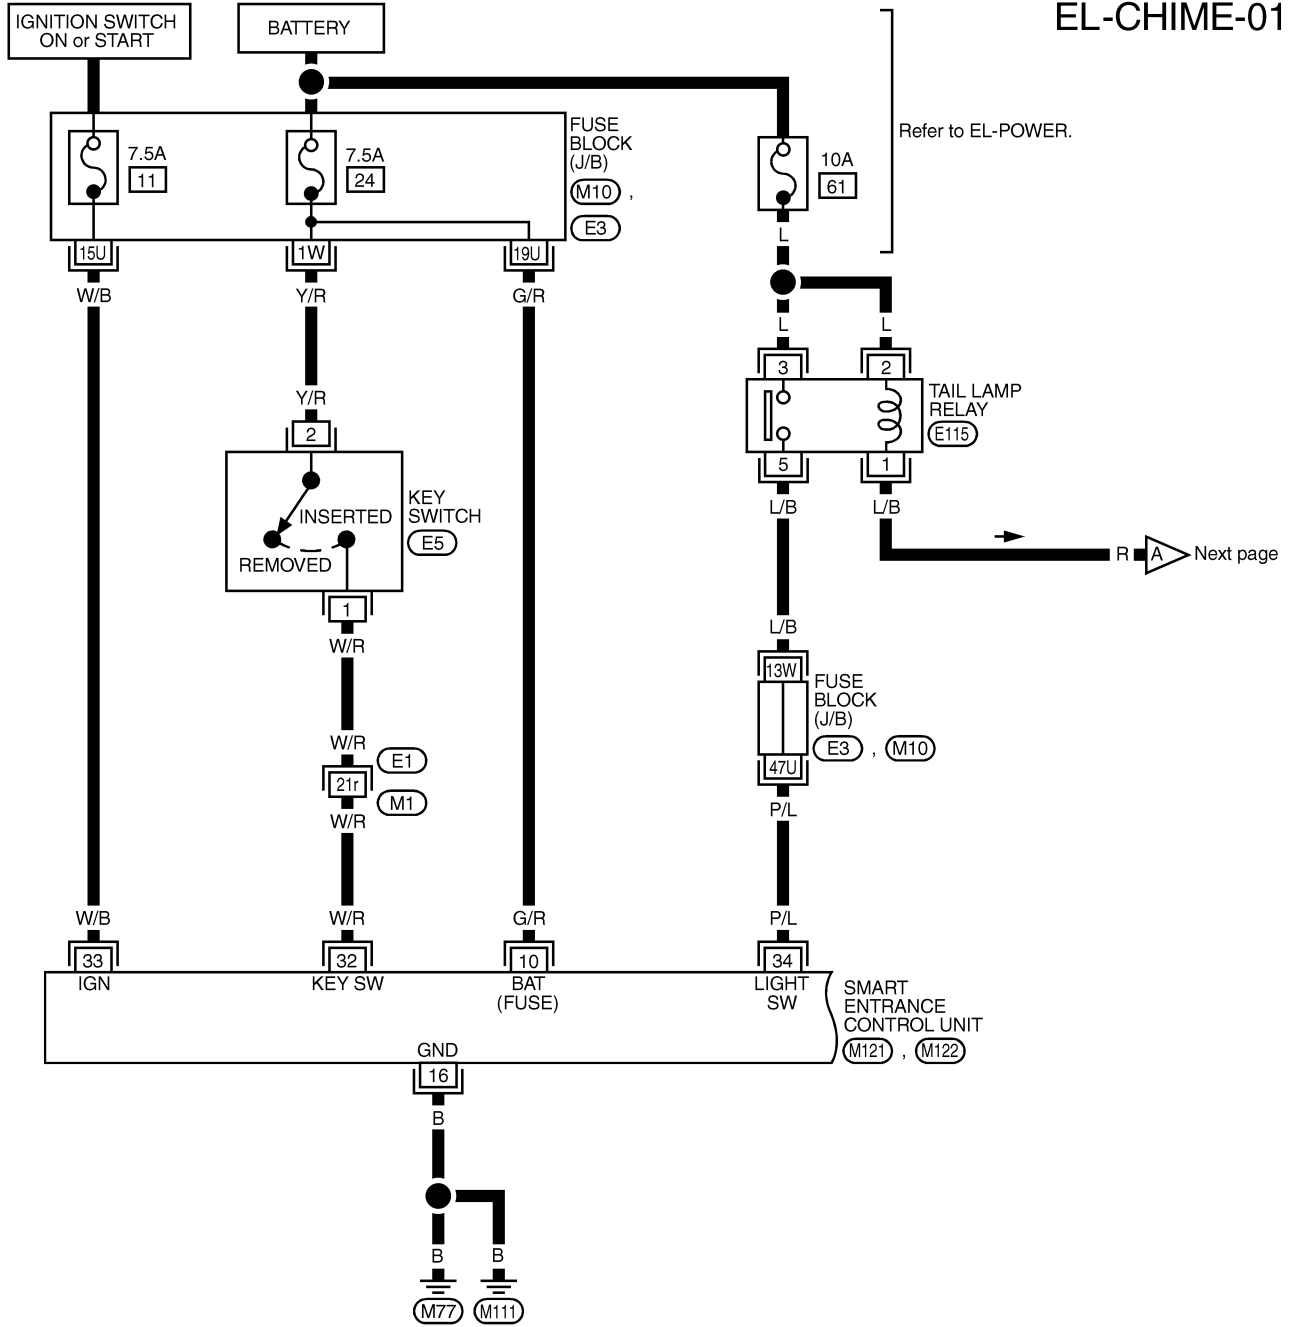 EL-CHIME-01
IGNITION SWITCH
ON or START
BATTERY
Refer to EL-POWER.
FUSE
BLOCK
(J/B)
M10 ,
E3
7.5A
11
7.5A
24
10A
61
L
15U
1W
19U
W/B
Y/R
G/R
L
L
3
2
TAIL LAMP
RELAY
E115
5
1
L/B
L/B
Y/R
2
KEY
SWITCH
E5
INSERTED
REMOVED
1
W/R
R
A
Next page
L/B
13W
FUSE
BLOCK
(J/B)
E3 , M10
47U
P/L
W/R
E1
21r
M1
W/R
W/B
W/R
G/R
P/L
33
32
10
34
IGN
KEY SW
BAT
(FUSE)
LIGHT
SW
SMART
ENTRANCE
CONTROL UNIT
M121 , M122
GND
16
B
B
B
M77
M111